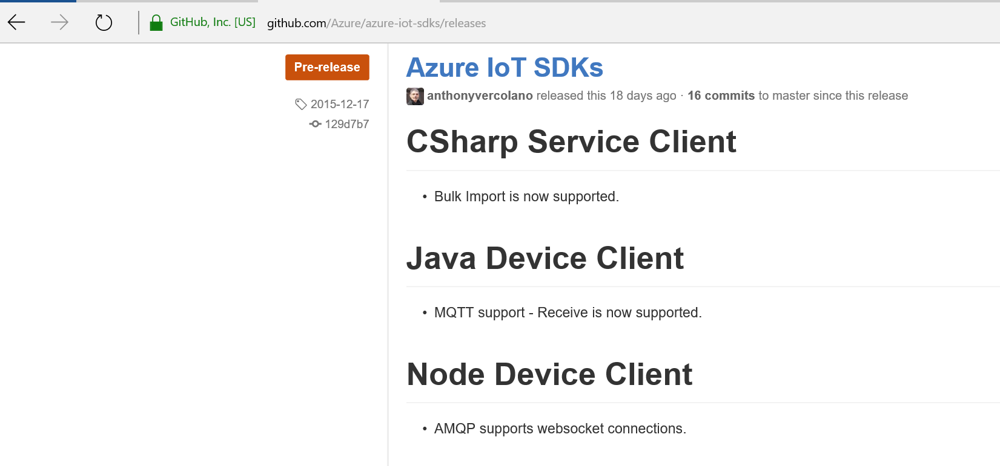 GitHub, Inc. [US] github.com/Azure/azure-iot-sdks/releases
Pre-release
2015-12-17
129d7b7
Azure IoT SDKs
anthonyvercolano released this 18 days ago · 16 commits to master since this release
CSharp Service Client
• Bulk Import is now supported.
Java Device Client
• MQTT support - Receive is now supported.
Node Device Client
• AMQP supports websocket connections.